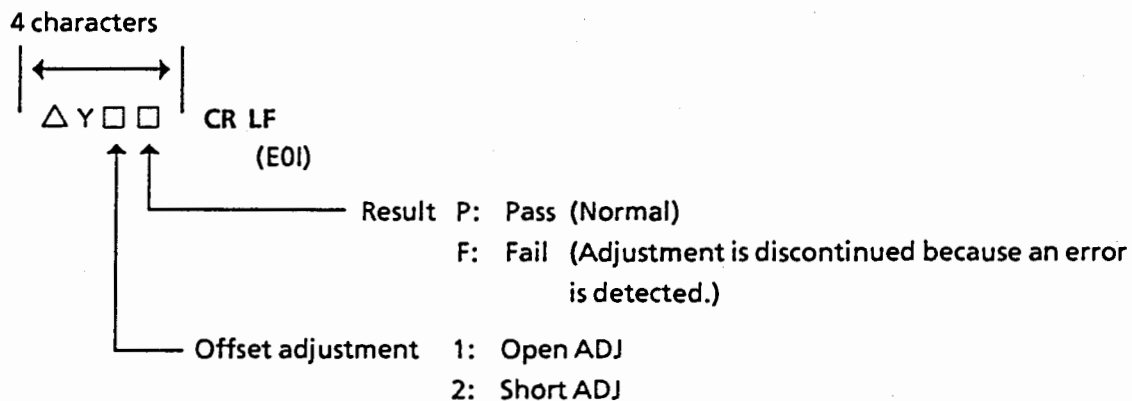 4 characters
△ Y □ □ CR LF
(EOI)
Result P: Pass (Normal)
F: Fail (Adjustment is discontinued because an error
is detected.)
Offset adjustment 1: Open ADJ
2: Short ADJ